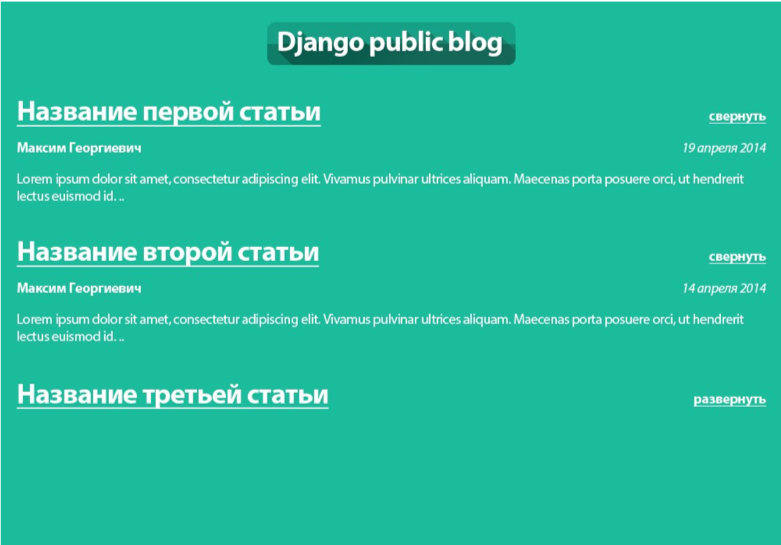 Django public blog
Название первой статьи
свернуть
Максим Георгиевич
19 апреля 2014
Lorem ipsum dolor sit amet, consectetur adipiscing elit. Vivamus pulvinar ultrices aliquam. Maecenas porta posuere orci, ut hendrerit
lectus euismod id. ..
Название второй статьи
свернуть
Максим Георгиевич
14 апреля 2014
Lorem ipsum dolor sit amet, consectetur adipiscing elit. Vivamus pulvinar ultrices aliquam. Maecenas porta posuere orci, ut hendrerit
lectus euismod id. ..
Название третьей статьи
развернуть